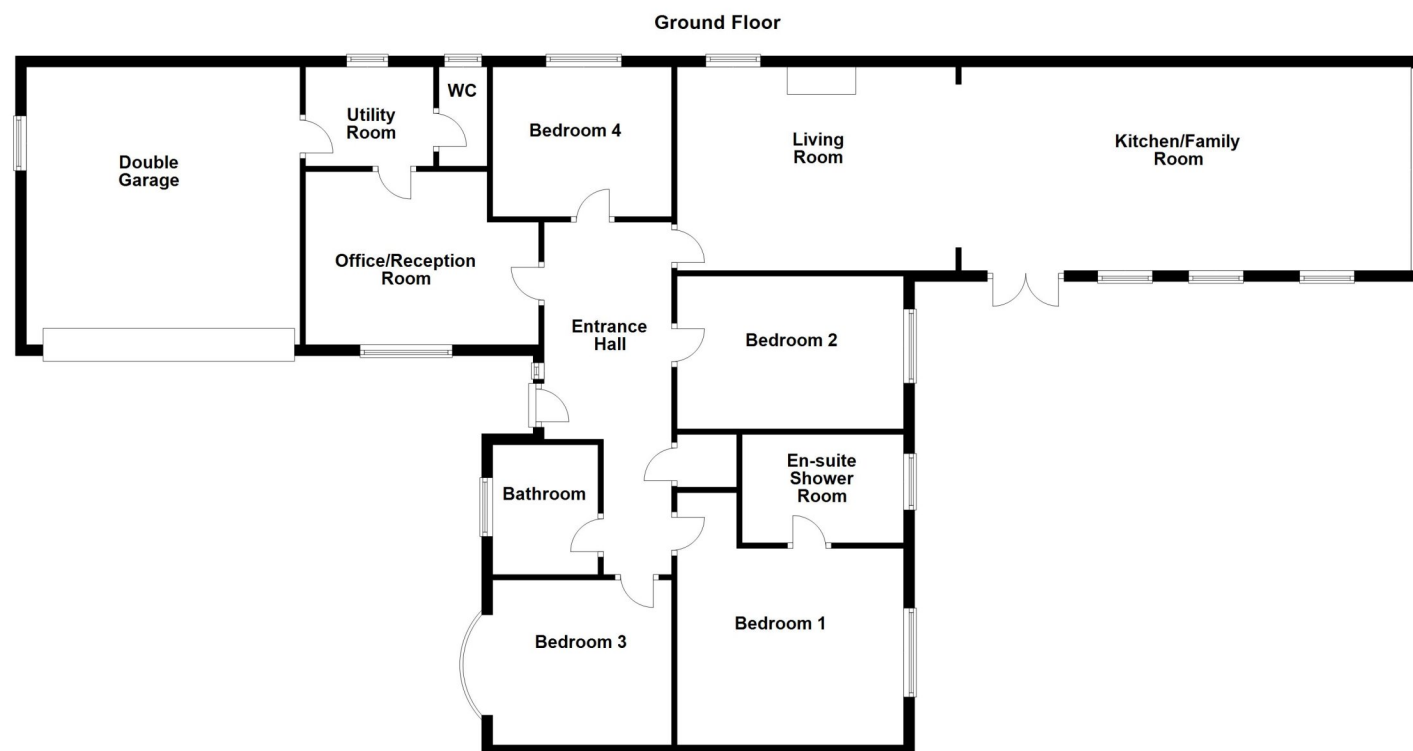 Ground Floor
WC
Utility
Room
Bedroom 4
Living
Room
Kitchen/Family
Room
Double
Garage
Office/Reception
Room
Entrance
Hall
Bedroom 2
En-suite
Shower
Room
Bathroom
Bedroom 3
Bedroom 1